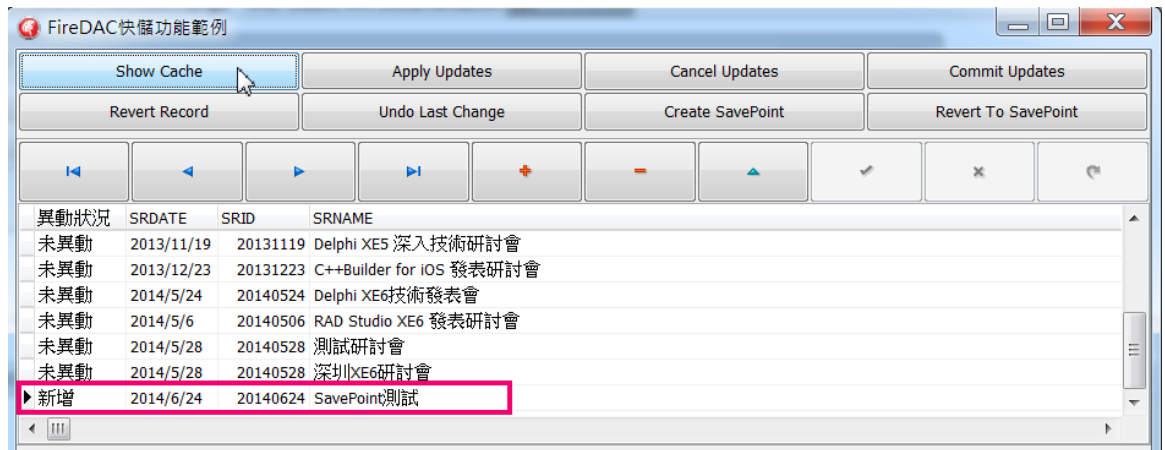 FireDAC快儲功能範例
Show Cache Apply Updates Cancel Updates Commit Updates
Revert Record Undo Last Change Create SavePoint Revert To SavePoint
異動狀況 SRDATE SRID SRNAME
未異動 2013/11/19 20131119 Delphi XE5 深入技術研討會
未異動 2013/12/23 20131223 C++Builder for iOS 發表研討會
未異動 2014/5/24 20140524 Delphi XE6技術發表會
未異動 2014/5/6 20140506 RAD Studio XE6 發表研討會
未異動 2014/5/28 20140528 測試研討會
未異動 2014/5/28 20140528 深圳XE6研討會
新增 2014/6/24 20140624 SavePoint測試